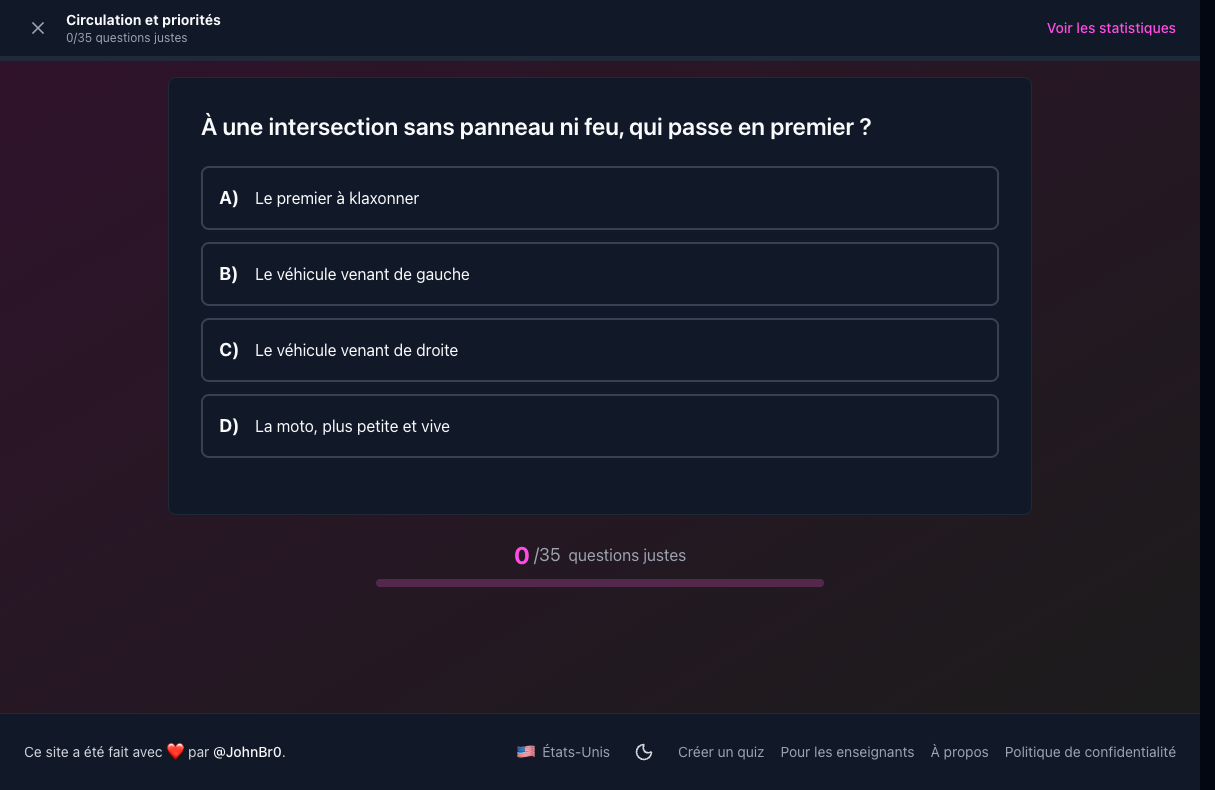 Circulation et priorités
0/35 questions justes
Voir les statistiques
À une intersection sans panneau ni feu, qui passe en premier ?
A) Le premier à klaxonner
B) Le véhicule venant de gauche
C) Le véhicule venant de droite
D) La moto, plus petite et vive
0/35 questions justes
Ce site a été fait avec ❤️ par @JohnBr0.
🇺🇸 États-Unis
Créer un quiz
Pour les enseignants
À propos
Politique de confidentialité